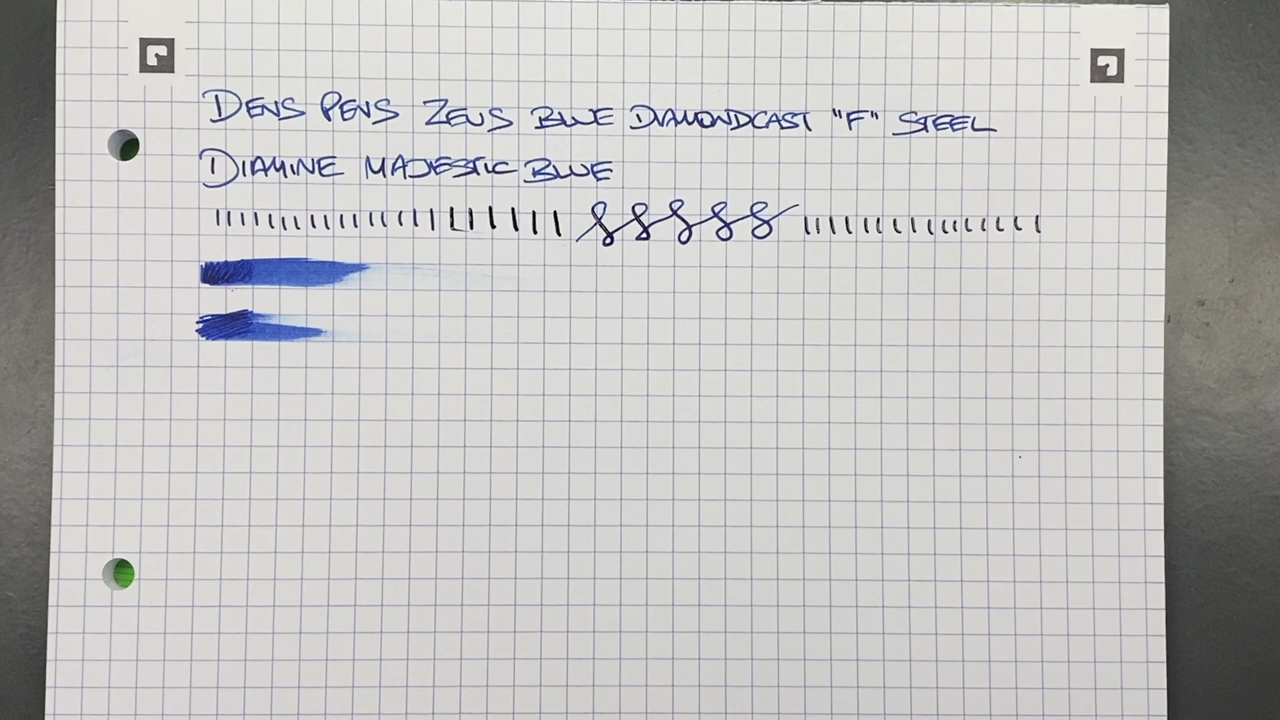 DENS PENS ZEUS BLUE DIAMONDCAST "F" STEEL
DIAMINE MAJESTIC BLUE